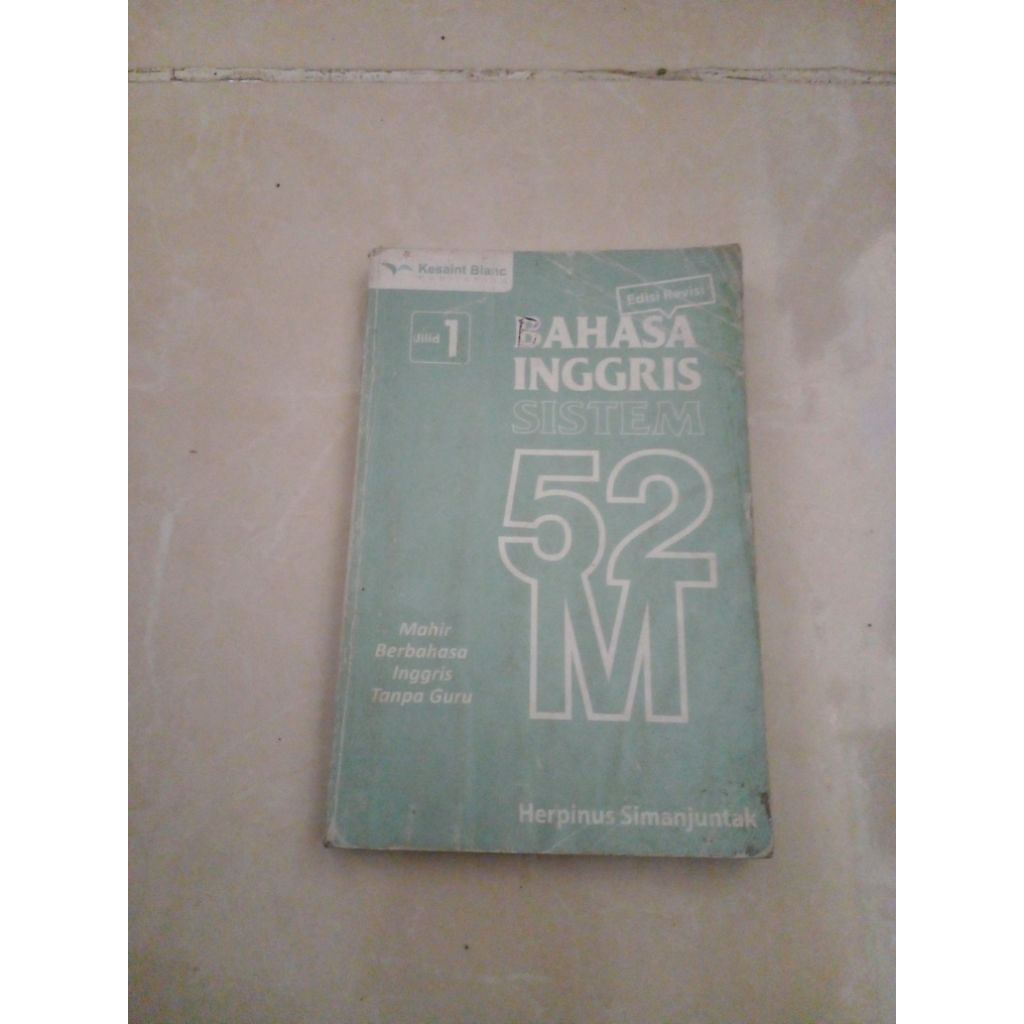 Kesaint Blanc
Edisi Revisi
Jilid 1
BAHASA
INGGRIS
SISTEM
52
M
Mahir
Berbahasa
Inggris
Tanpa Guru
Herpinus Simanjuntak